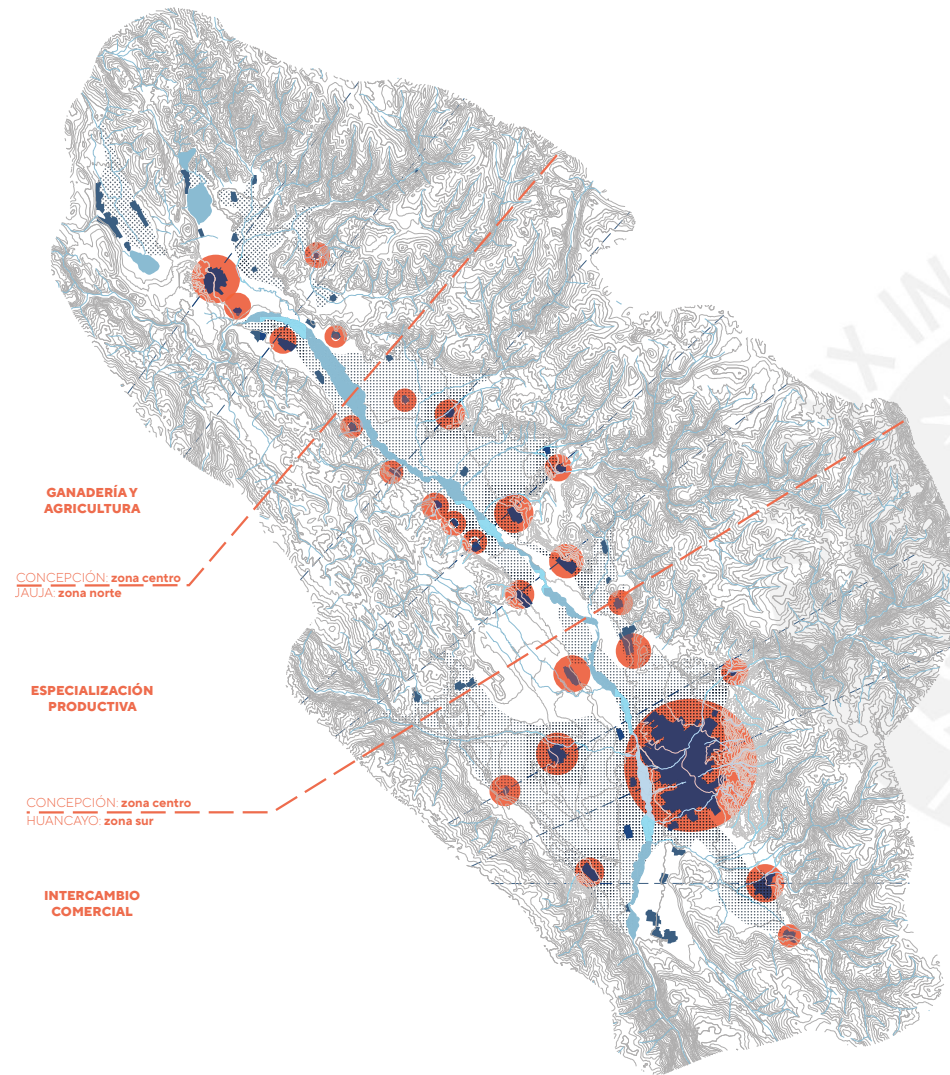 GANADERÍA Y
AGRICULTURA
CONCEPCIÓN: zona centro
JAUJA: zona norte
ESPECIALIZACIÓN
PRODUCTIVA
CONCEPCIÓN: zona centro
HUANCAYO: zona sur
INTERCAMBIO
COMERCIAL